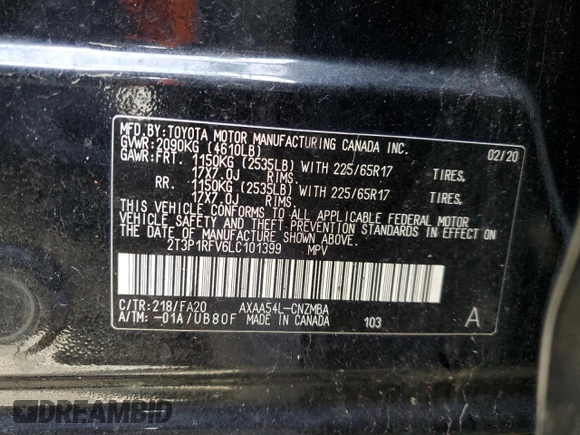 MFD.BY:TOYOTA MOTOR MANUFACTURING CANADA INC.
GVWR:2090KG (4610LB) 02/20
GAWR:FRT. 1150KG (2535LB) WITH 225/65R17 TIRES,
17X7.0J RIMS
RR. 1150KG (2535LB) WITH 225/65R17 TIRES,
17X7.0J RIMS
THIS VEHICLE CONFORMS TO ALL APPLICABLE FEDERAL MOTOR
VEHICLE SAFETY AND THEFT PREVENTION STANDARDS IN EFFECT ON
THE DATE OF MANUFACTURE SHOWN ABOVE.
2T3P1RFV6LC101399 MPV
C/TR:218/FA20 AXAA54L-CNZMBA
A/TM: -01A/UB80F MADE IN CANADA 103 A
DREAMBID